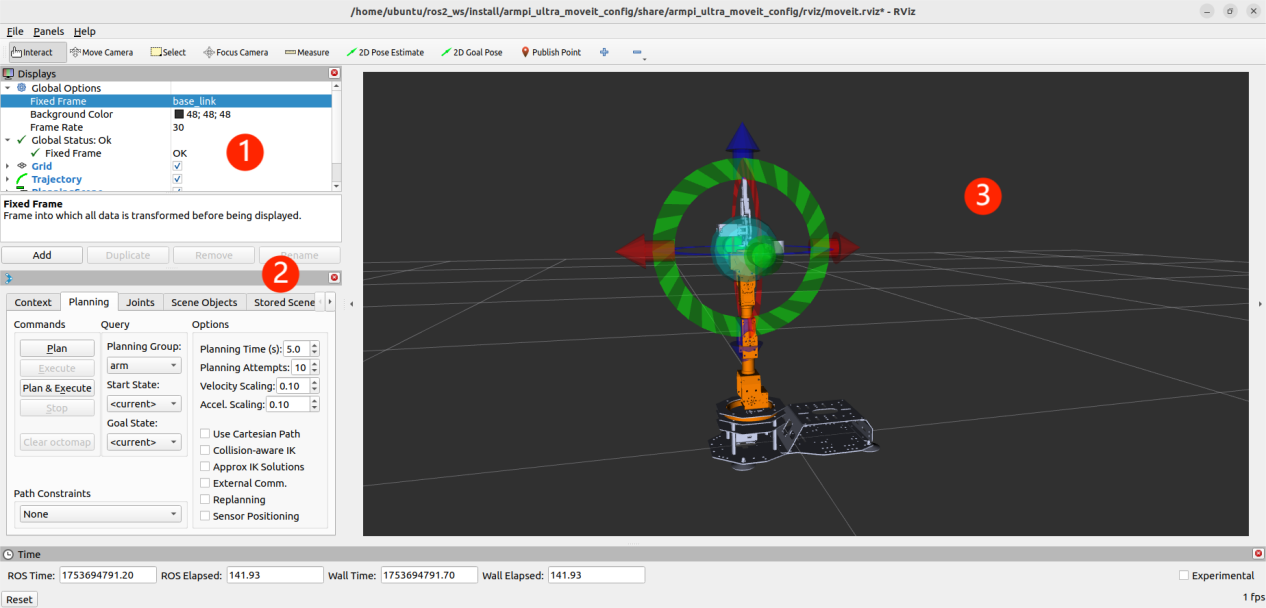 /home/ubuntu/ros2_ws/install/armpi_ultra_moveit_config/share/armpi_ultra_moveit_config/rviz/moveit.rviz* - RViz
File Panels Help
Interact Move Camera Select Focus Camera Measure 2D Pose Estimate 2D Goal Pose Publish Point
Displays
Global Options
Fixed Frame base_link
Background Color 48; 48; 48
Frame Rate 30
Global Status: Ok
Fixed Frame OK
1
Grid
Trajectory
PlanningScene
Fixed Frame
Frame into which all data is transformed before being displayed.
Add Duplicate Remove ename
2
3
Context Planning Joints Scene Objects Stored Scene
Commands Query Options
Plan
Execute
Plan & Execute
Stop
Clear octomap
Planning Group:
arm
Start State:
<current>
Goal State:
<current>
Planning Time (s): 5.0
Planning Attempts: 10
Velocity Scaling: 0.10
Accel. Scaling: 0.10
Use Cartesian Path
Collision-aware IK
Approx IK Solutions
External Comm.
Replanning
Sensor Positioning
Path Constraints
None
Time
ROS Time: 1753694791.20 ROS Elapsed: 141.93 Wall Time: 1753694791.70 Wall Elapsed: 141.93 Experimental
Reset 1 fps